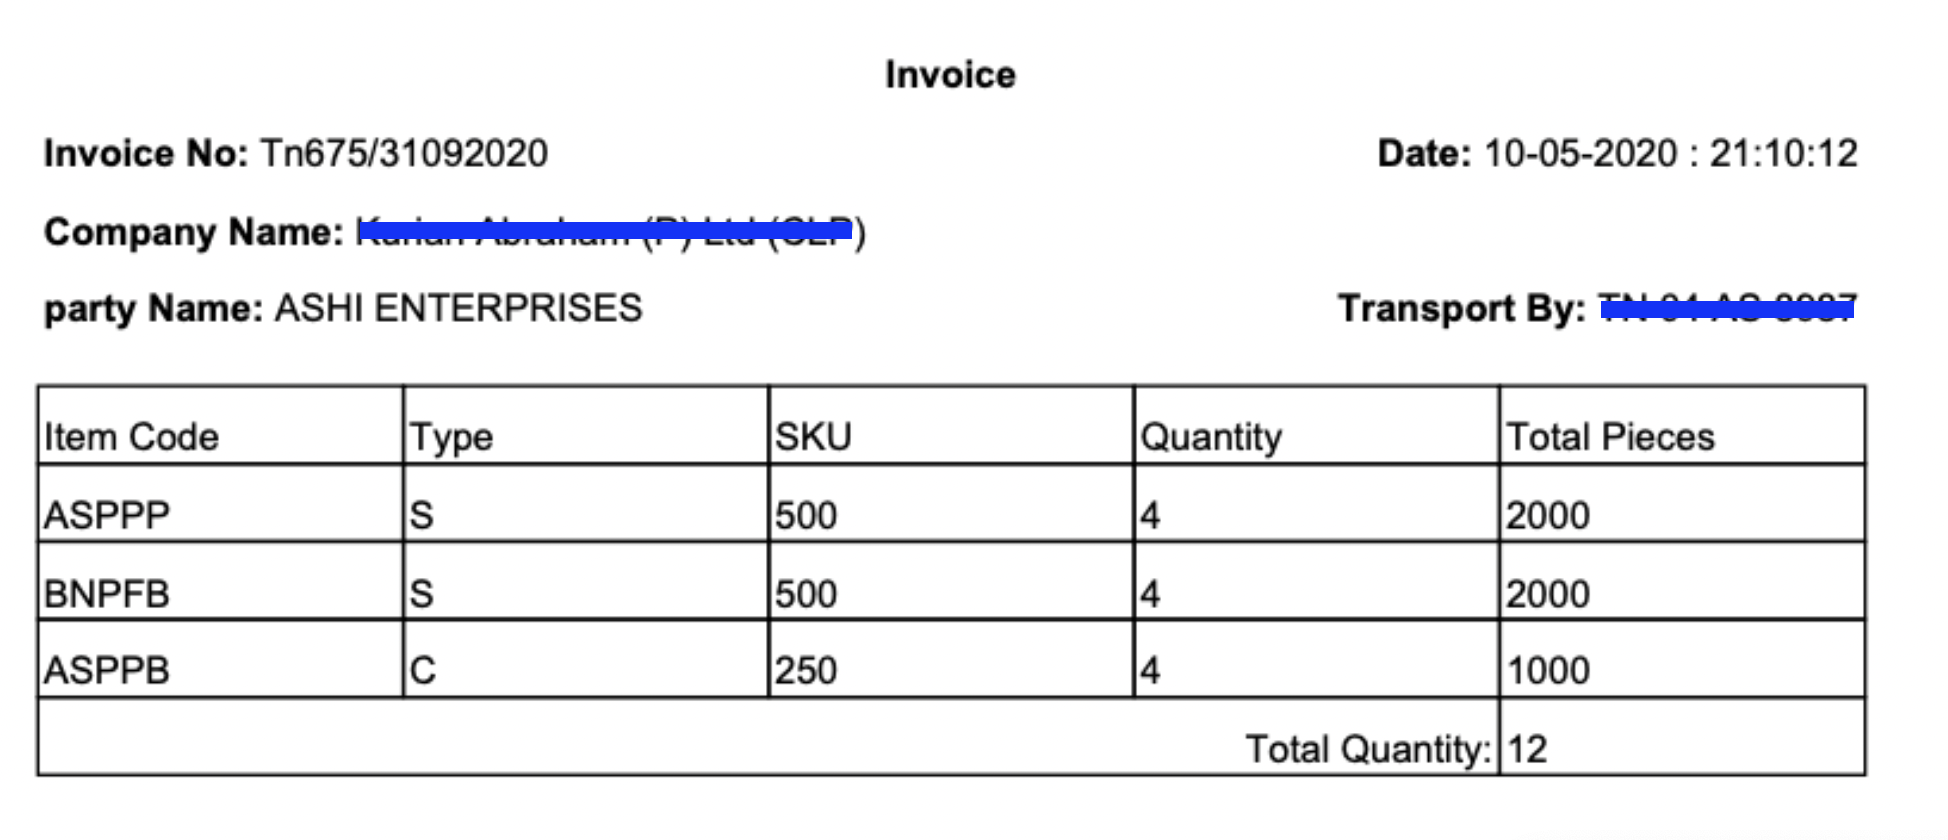 Invoice
Invoice No: Tn675/31092020 Date: 10-05-2020 : 21:10:12
Company Name:
party Name: ASHI ENTERPRISES Transport By:
Item Code Type SKU Quantity Total Pieces
ASPPP S 500 4 2000
BNPFB S 500 4 2000
ASPPB C 250 4 1000
Total Quantity: 12